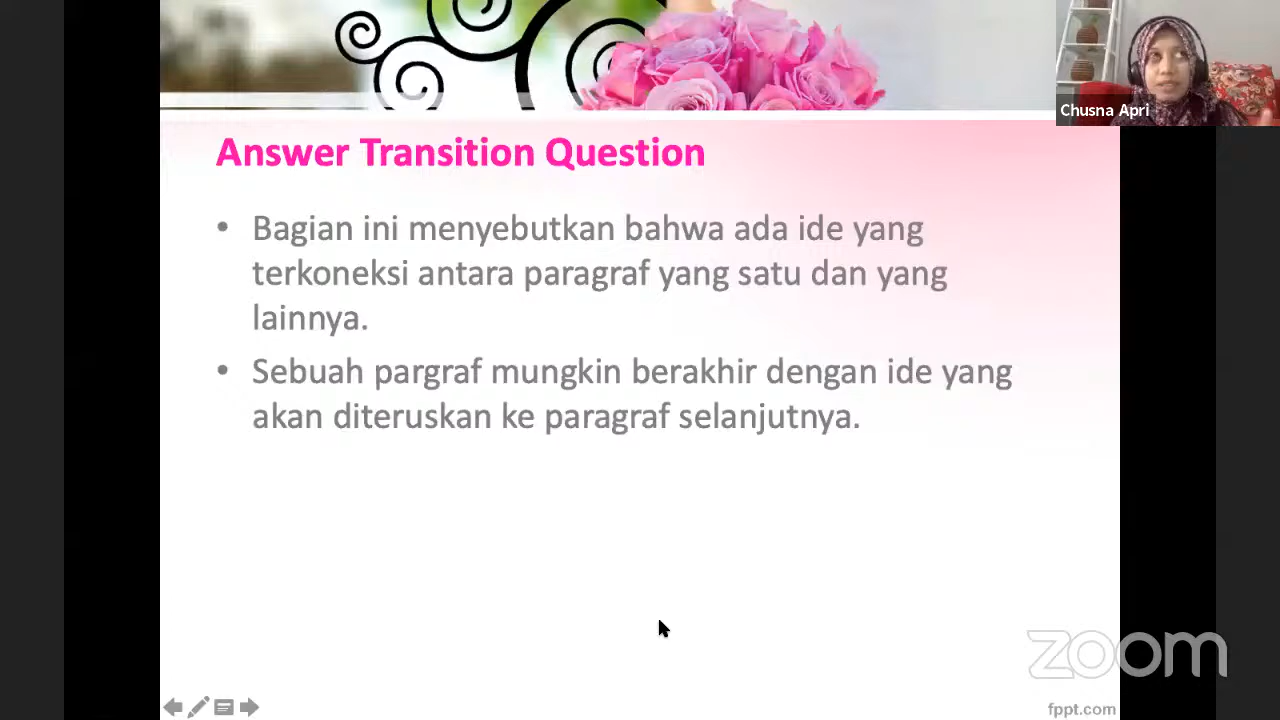 Chusna Apri
Answer Transition Question
• Bagian ini menyebutkan bahwa ada ide yang
terkoneksi antara paragraf yang satu dan yang
lainnya.
• Sebuah pargraf mungkin berakhir dengan ide yang
akan diteruskan ke paragraf selanjutnya.
zoom
fppt.com